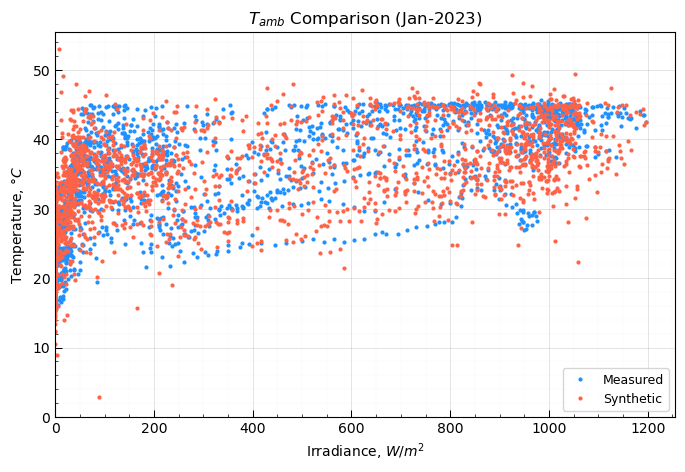 T_amb Comparison (Jan-2023)
Temperature, °C
50
40
30
20
10
0
0 200 400 600 800 1000 1200
Irradiance, W/m²
Measured
Synthetic